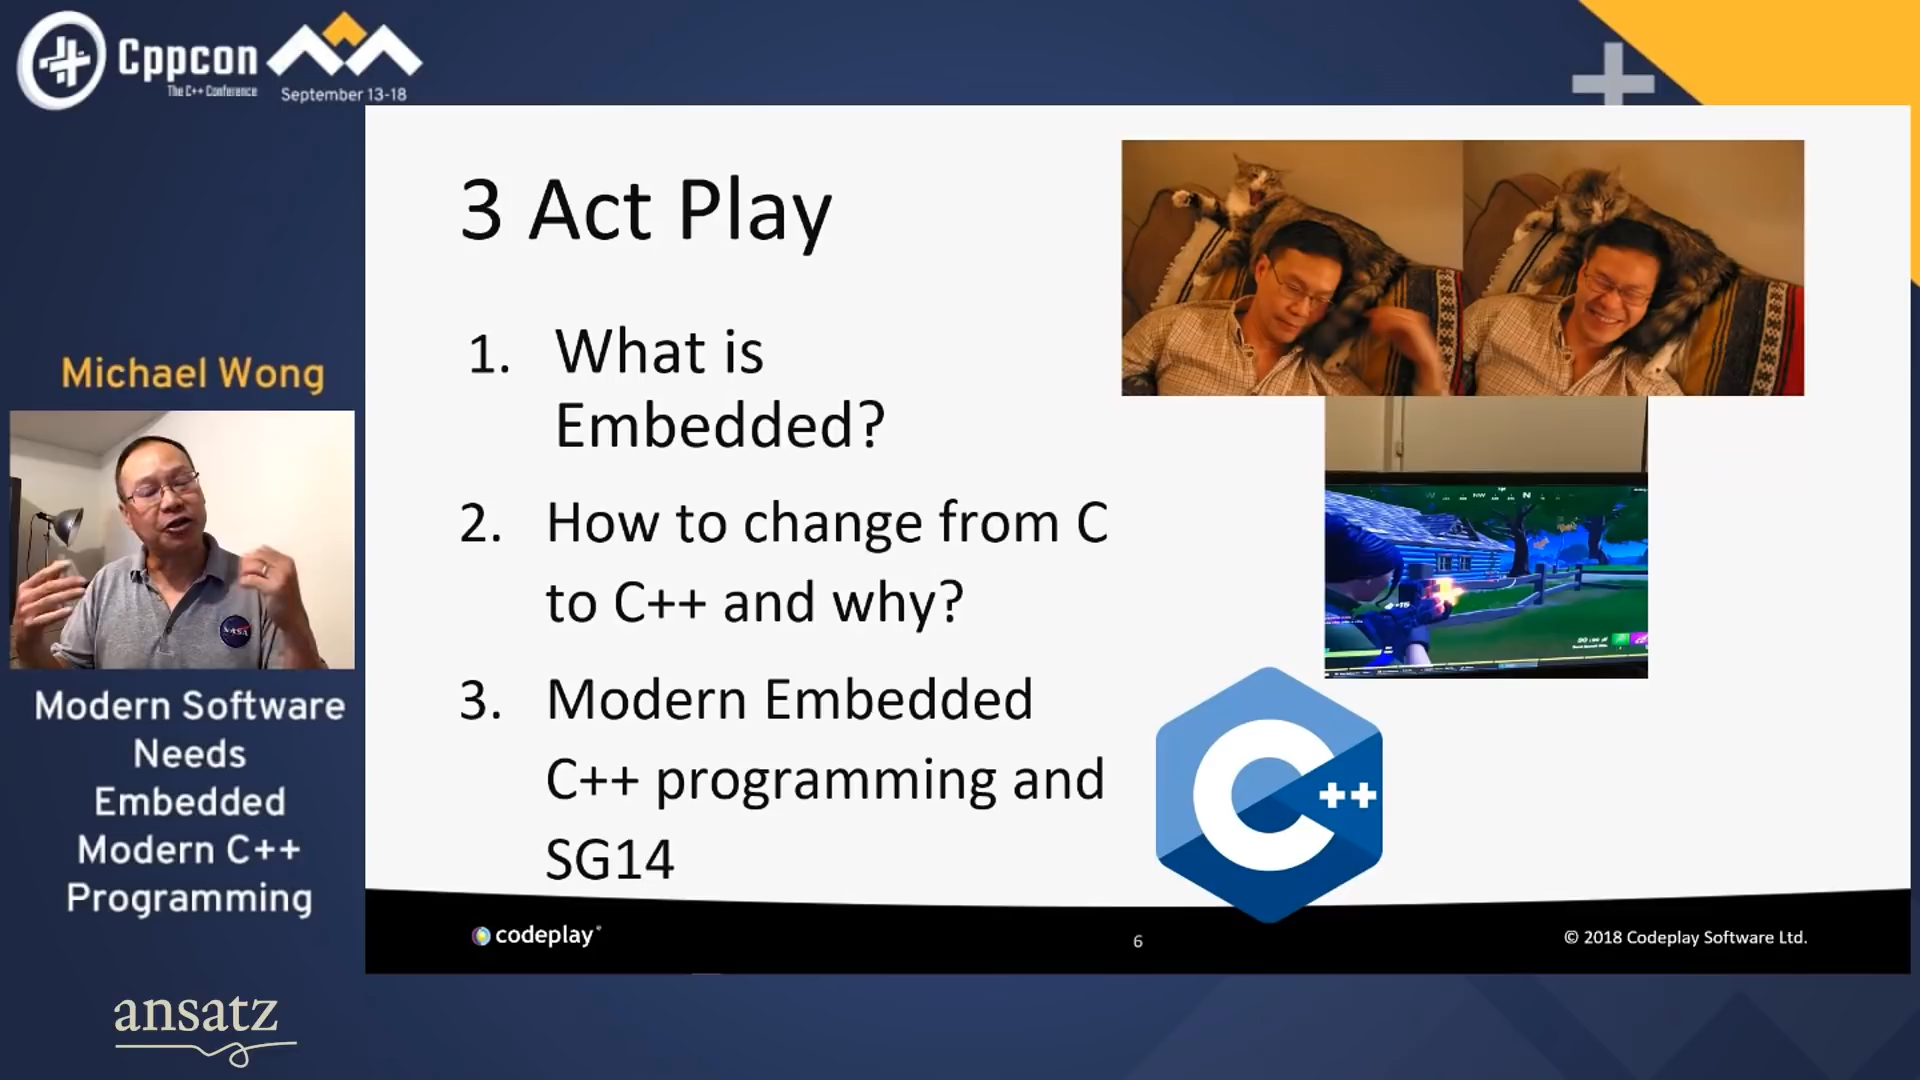 Cppcon
The C++ Conference
September 13-18
3 Act Play
1. What is
Embedded?
2. How to change from C
to C++ and why?
3. Modern Embedded
C++ programming and
SG14
Michael Wong
NASA
Modern Software
Needs
Embedded
Modern C++
Programming
NW
N
C++
codeplay
6
© 2018 Codeplay Software Ltd.
ansatz